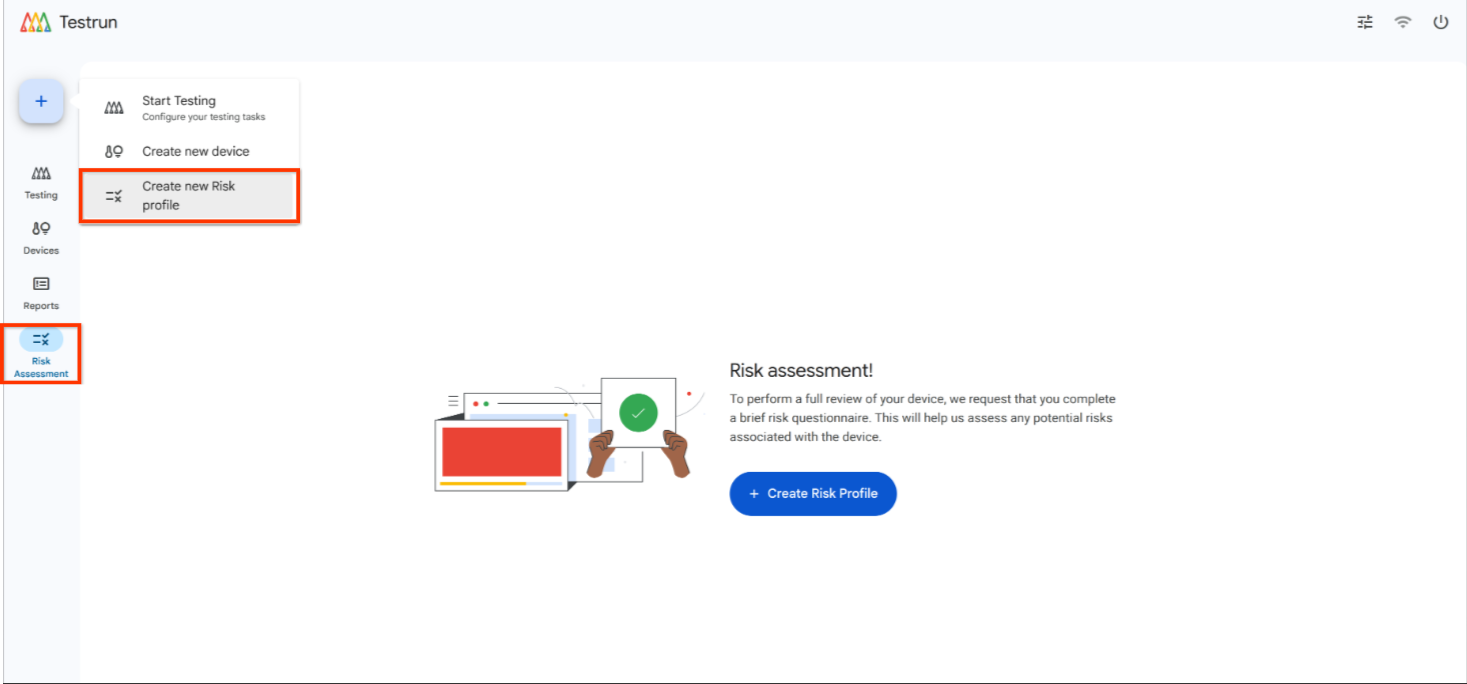 Testrun
Start Testing
Configure your testing tasks
Create new device
Create new Risk
profile
Testing
Devices
Reports
Risk
Assessment
Risk assessment!
To perform a full review of your device, we request that you complete
a brief risk questionnaire. This will help us assess any potential risks
associated with the device.
+ Create Risk Profile